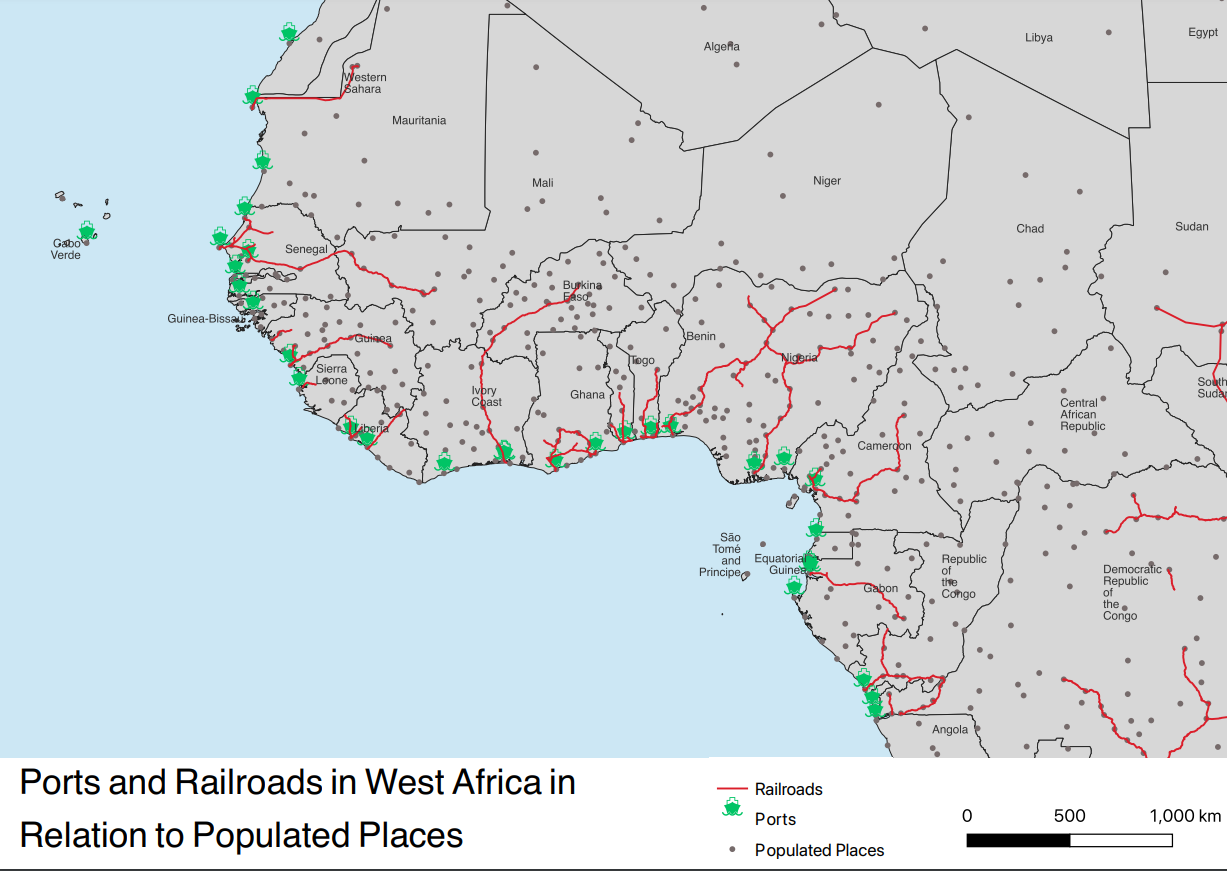 Egypt
Libya
Algeria
Western
Sahara
Mauritania
Mali
Niger
Chad
Sudan
Cabo
Verde
Senegal
Burkina
Faso
Guinea-Bissau
Guinea
Benin
Nigeria
Togo
Sierra
Leone
Ivory
Coast
Ghana
South
Sudan
Central
African
Republic
Liberia
Cameroon
São
Tomé
and
Principe
Equatorial
Guinea
Gabon
Republic
of
the
Congo
Democratic
Republic
of
the
Congo
Angola
Ports and Railroads in West Africa in
Relation to Populated Places
Railroads
Ports
Populated Places
0 500 1,000 km